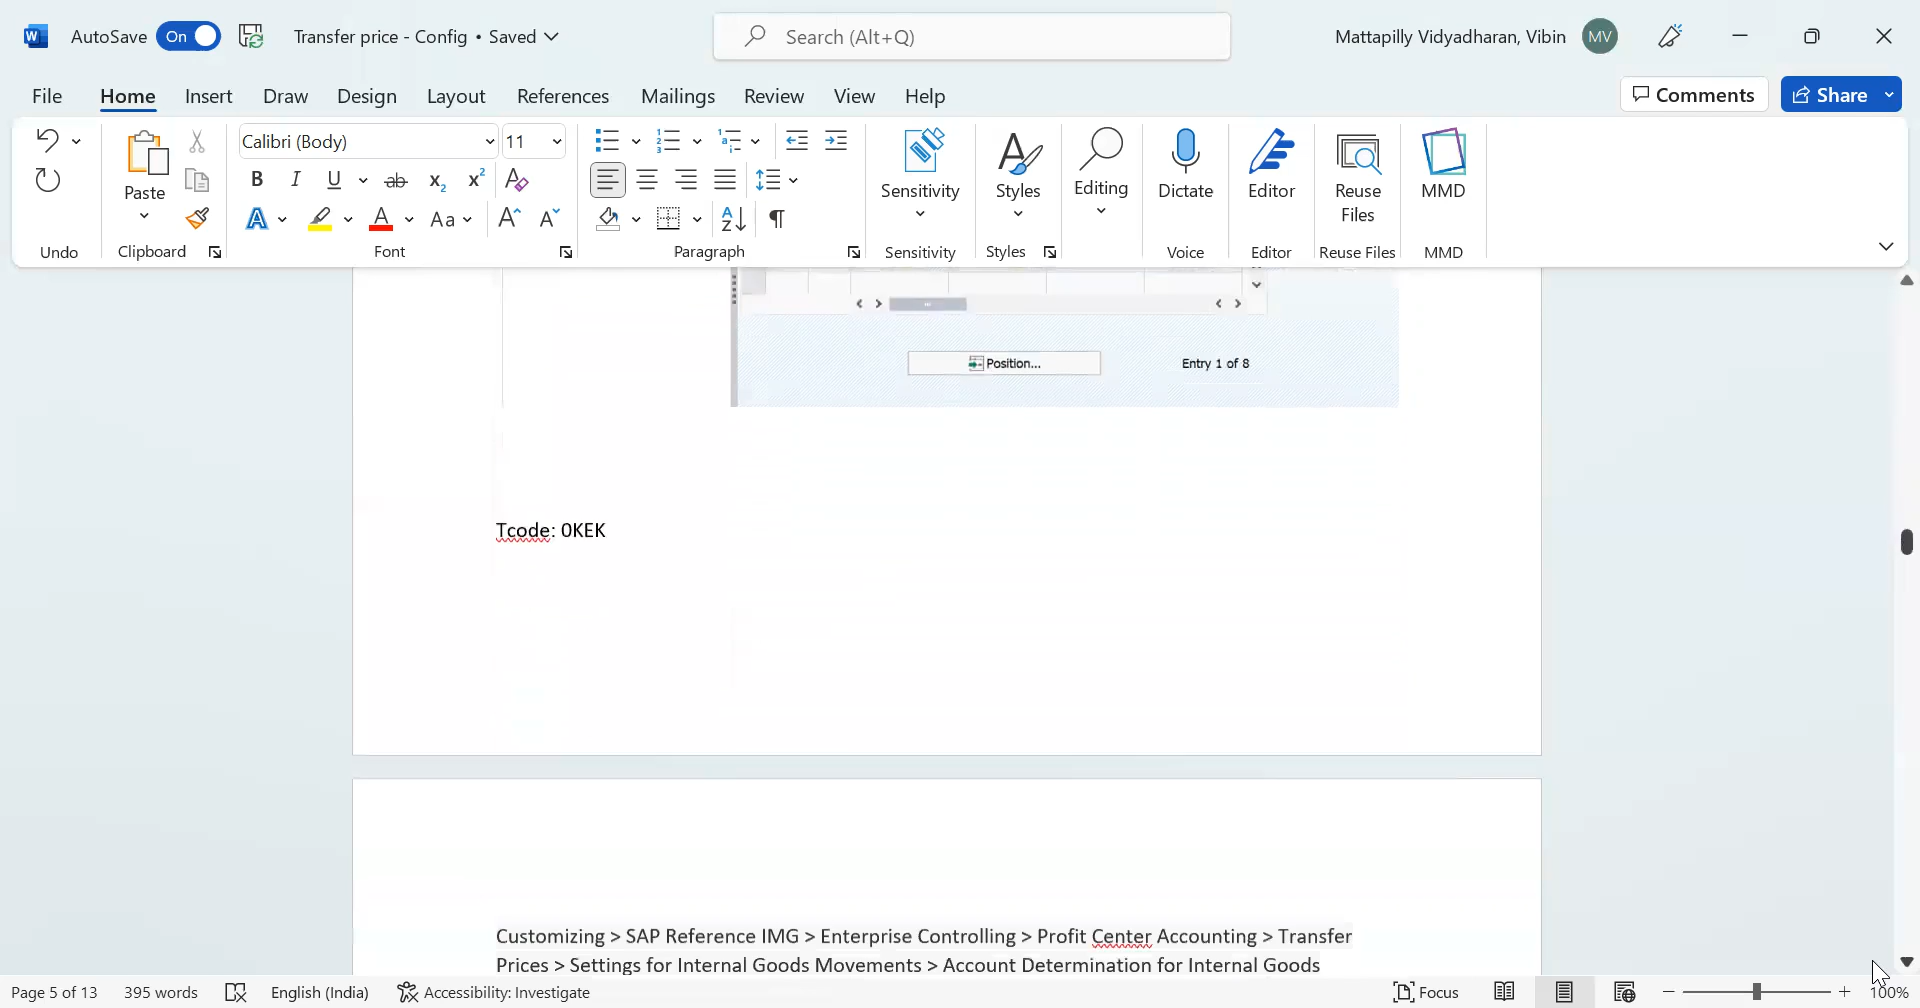 AutoSave On Transfer price - Config • Saved Search (Alt+Q) Mattapilly Vidyadharan, Vibin MV
File Home Insert Draw Design Layout References Mailings Review View Help Comments Share
Calibri (Body) 11
Paste Sensitivity Styles Editing Dictate Editor Reuse Files MMD
Undo Clipboard Font Paragraph Sensitivity Styles Voice Editor Reuse Files MMD
Position... Entry 1 of 8
Tcode: 0KEK
Customizing > SAP Reference IMG > Enterprise Controlling > Profit Center Accounting > Transfer
Prices > Settings for Internal Goods Movements > Account Determination for Internal Goods
Page 5 of 13 395 words English (India) Accessibility: Investigate Focus 100%